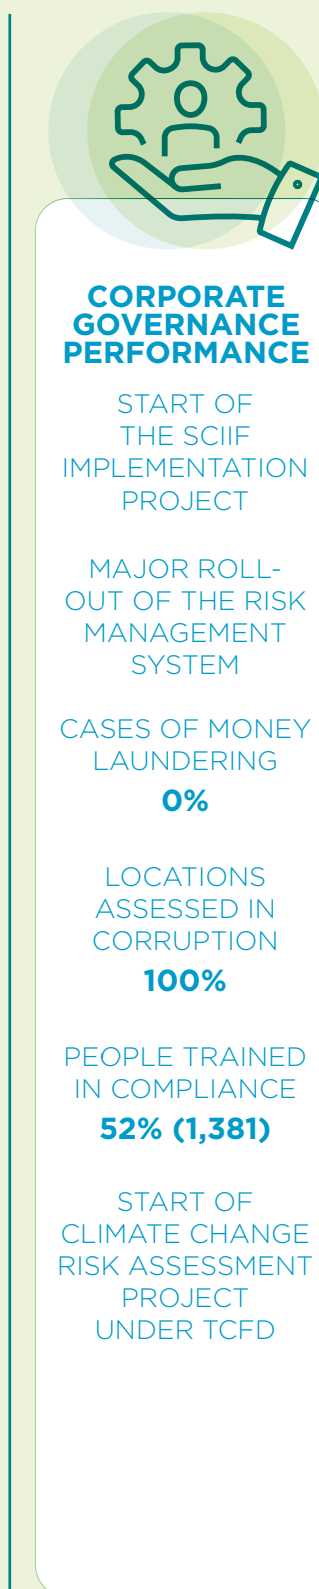 CORPORATE
GOVERNANCE
PERFORMANCE
START OF
THE SCIIF
IMPLEMENTATION
PROJECT
MAJOR ROLL-
OUT OF THE RISK
MANAGEMENT
SYSTEM
CASES OF MONEY
LAUNDERING
0%
LOCATIONS
ASSESSED IN
CORRUPTION
100%
PEOPLE TRAINED
IN COMPLIANCE
52% (1,381)
START OF
CLIMATE CHANGE
RISK ASSESSMENT
PROJECT
UNDER TCFD